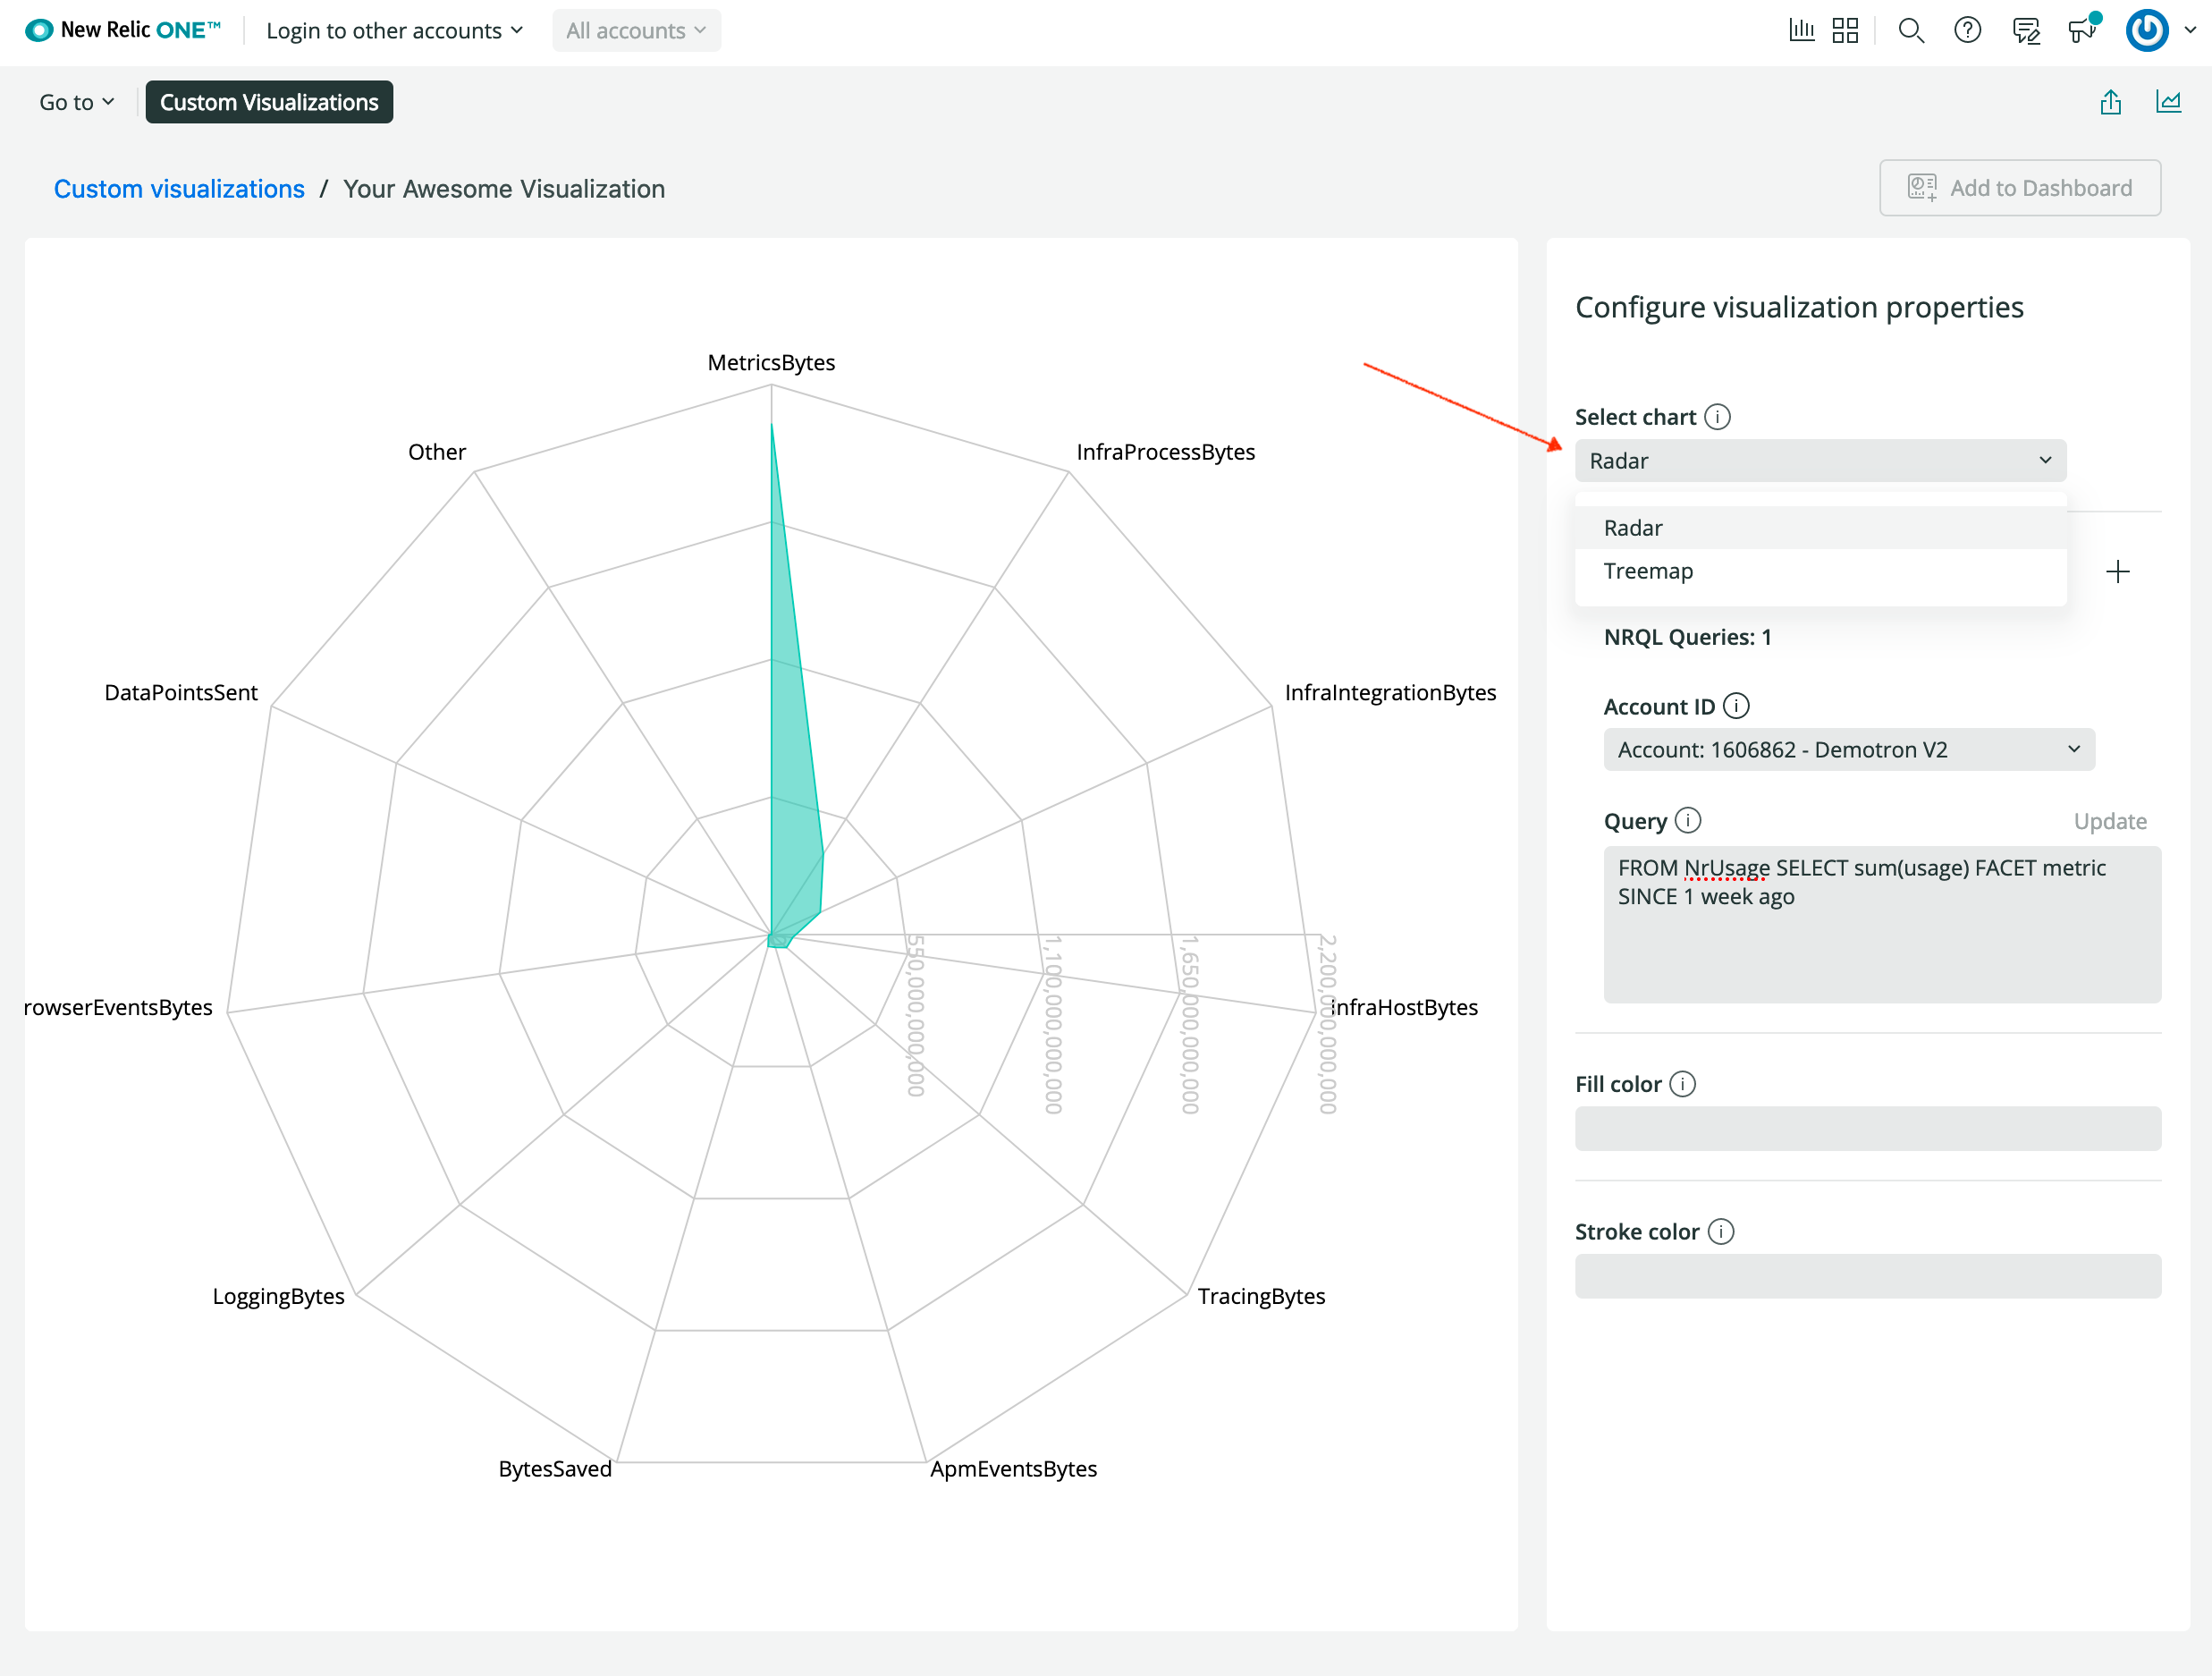 New Relic ONE™
Login to other accounts
All accounts
Go to
Custom Visualizations
Custom visualizations / Your Awesome Visualization
Add to Dashboard
MetricsBytes
InfraProcessBytes
InfraIntegrationBytes
InfraHostBytes
TracingBytes
ApmEventsBytes
BytesSaved
LoggingBytes
rowserEventsBytes
DataPointsSent
Other
550,000,000,000
1,100,000,000,000
1,650,000,000,000
2,200,000,000,000
Configure visualization properties
Select chart
Radar
Radar
Treemap
NRQL Queries: 1
Account ID
Account: 1606862 - Demotron V2
Query
Update
FROM NrUsage SELECT sum(usage) FACET metric
SINCE 1 week ago
Fill color
Stroke color